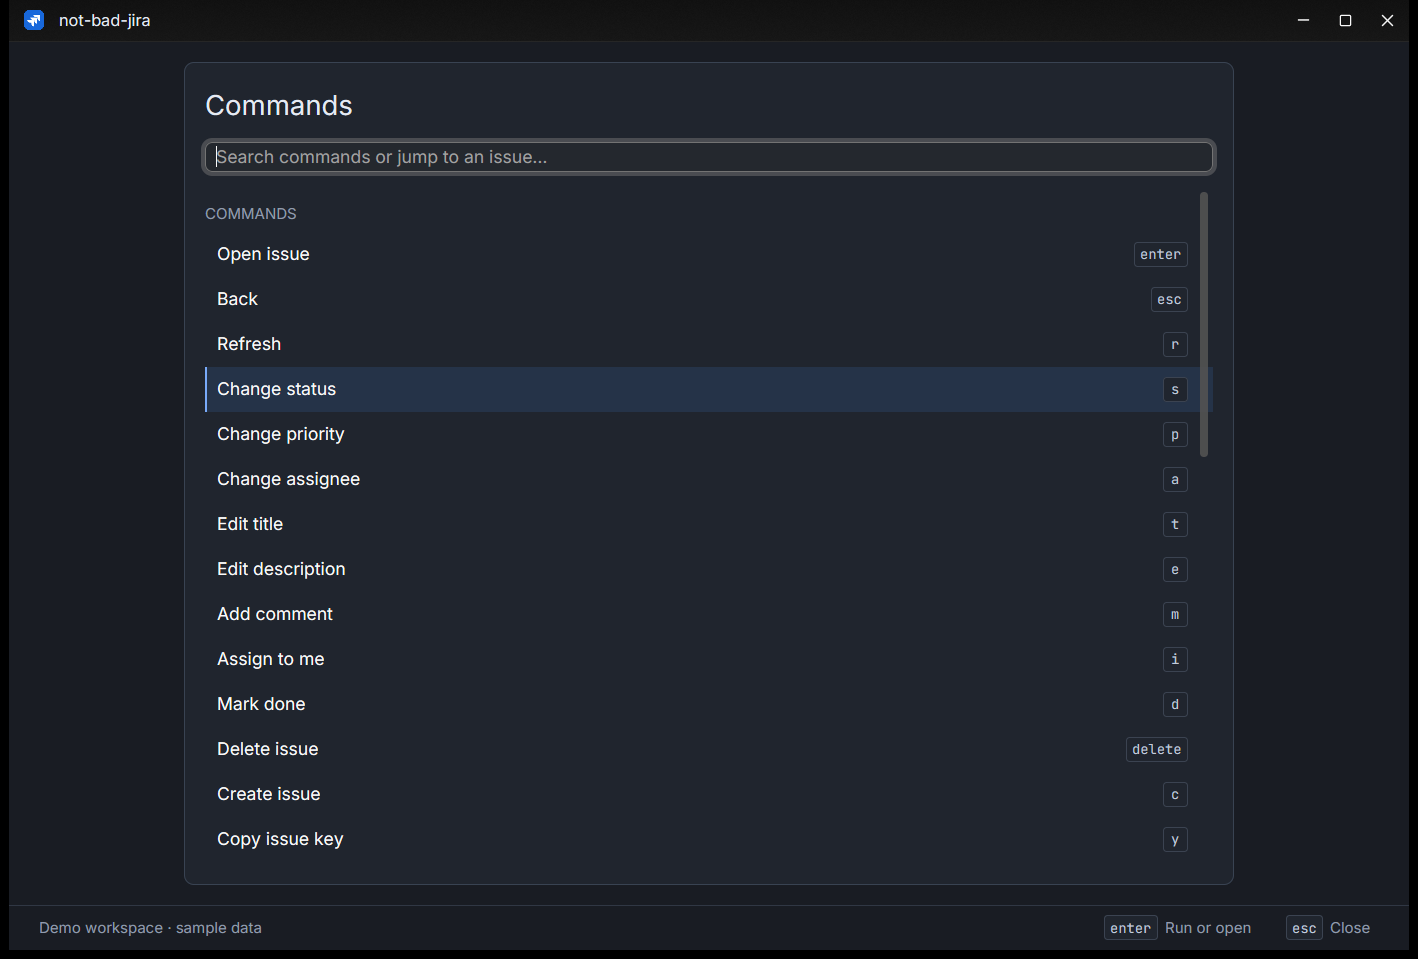 not-bad-jira
Commands
Search commands or jump to an issue...
COMMANDS
Open issue enter
Back esc
Refresh r
Change status s
Change priority p
Change assignee a
Edit title t
Edit description e
Add comment m
Assign to me i
Mark done d
Delete issue delete
Create issue c
Copy issue key y
Demo workspace · sample data enter Run or open esc Close